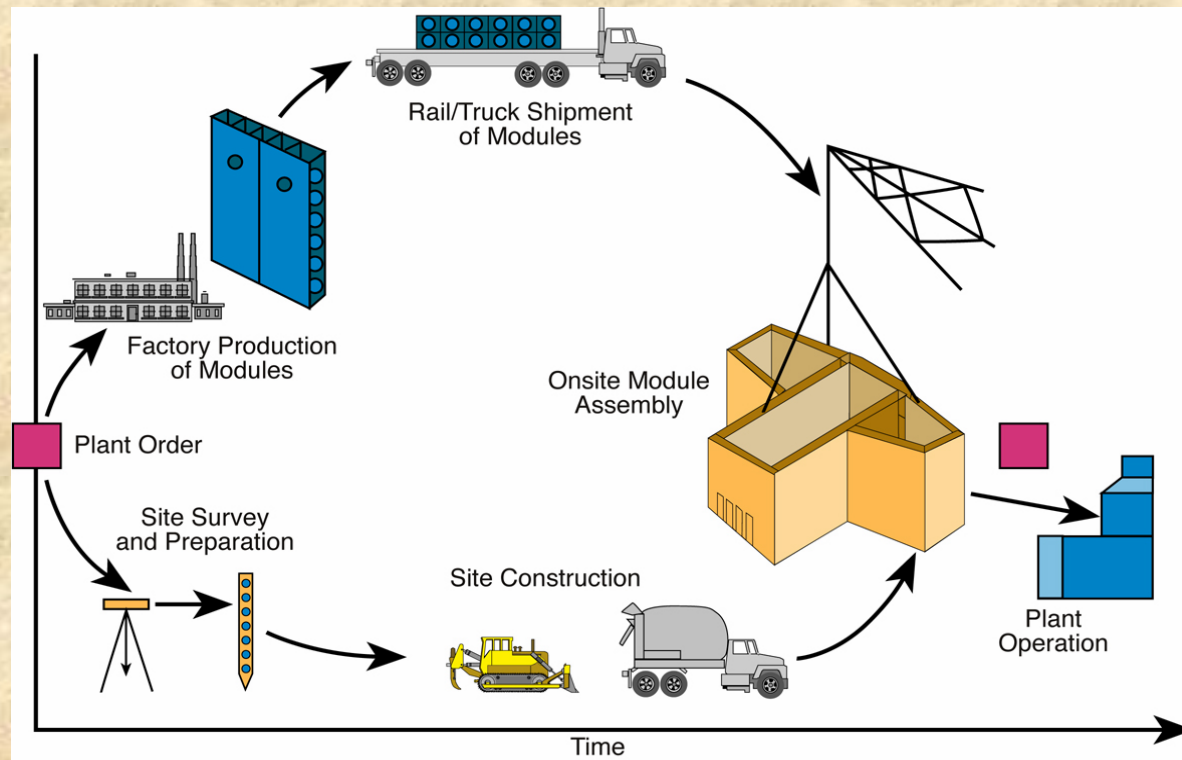 Rail/Truck Shipment
of Modules
Factory Production
of Modules
Onsite Module
Assembly
Plant Order
Site Survey
and Preparation
Site Construction
Plant
Operation
Time